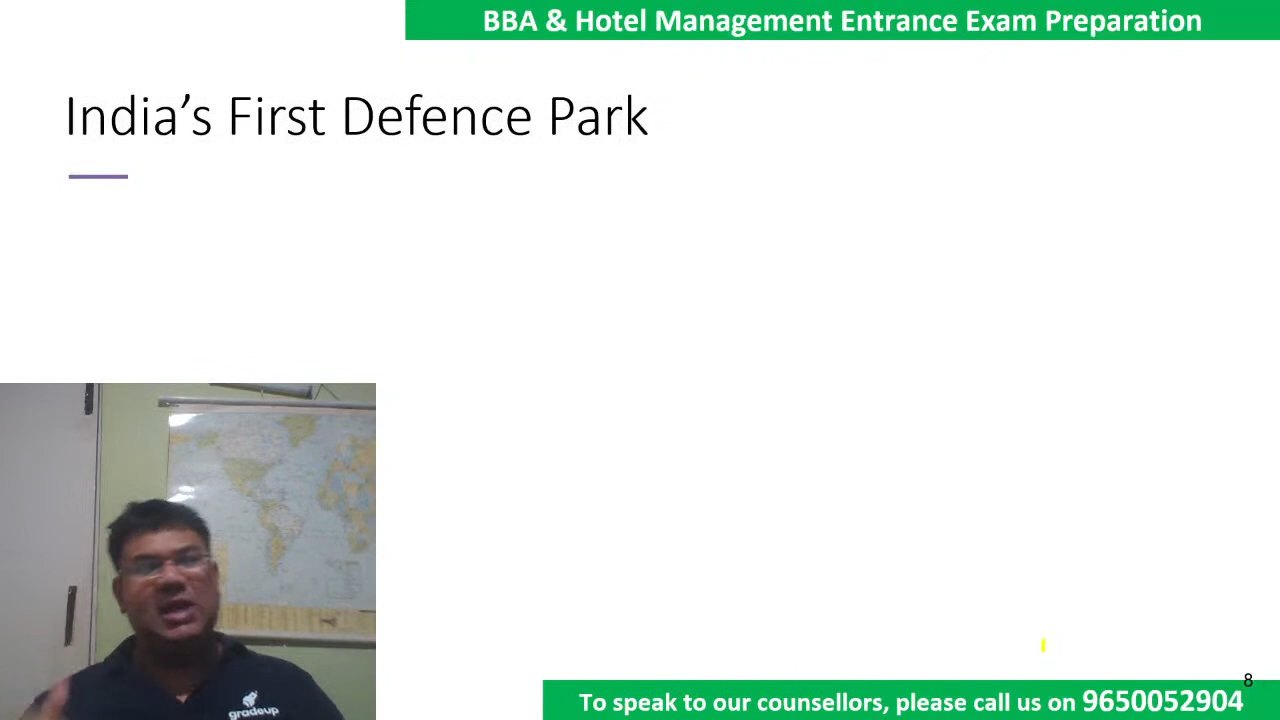 BBA & Hotel Management Entrance Exam Preparation
India’s First Defence Park
gradeup
8
To speak to our counsellors, please call us on 9650052904